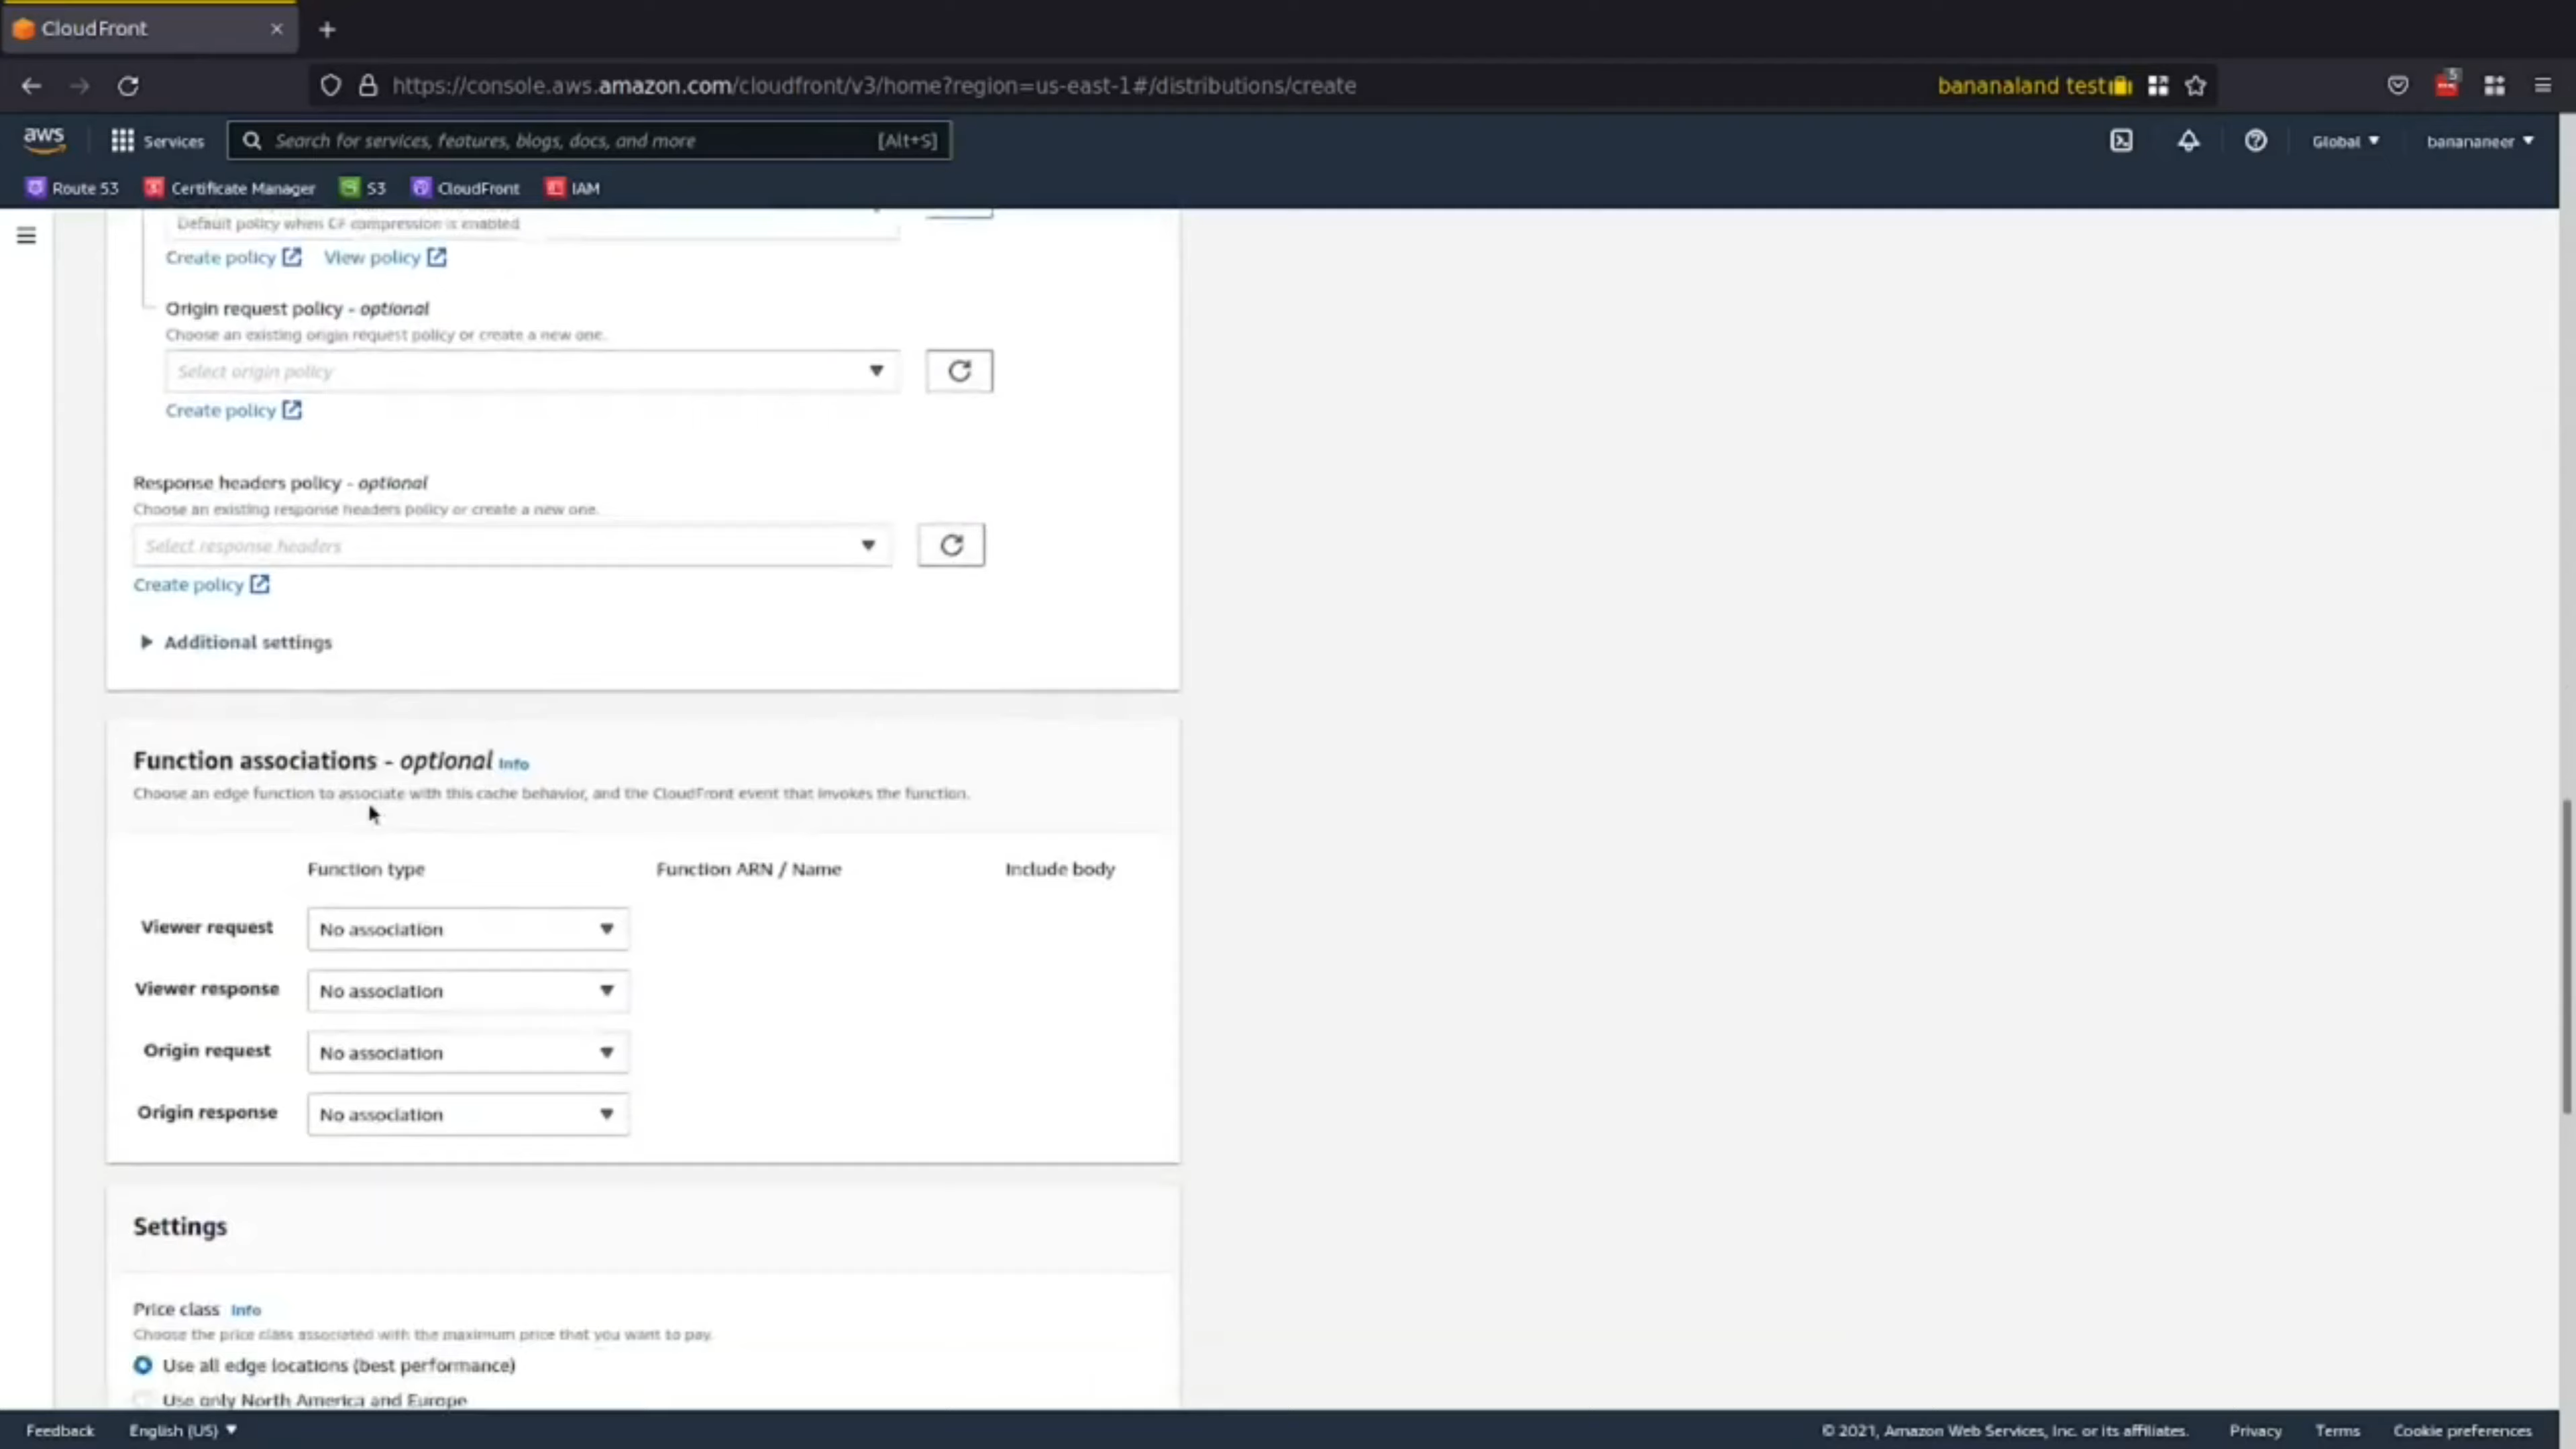 CloudFront
https://console.aws.amazon.com/cloudfront/v3/home?region=us-east-1#/distributions/create
bananaland test
5
aws
Services
Search for services, features, blogs, docs, and more
[Alt+S]
Global
banananeer
Route 53
Certificate Manager
S3
CloudFront
IAM
Default policy when CF compression is enabled
Create policy
View policy
Origin request policy - optional
Choose an existing origin request policy or create a new one.
Select origin policy
Create policy
Response headers policy - optional
Choose an existing response headers policy or create a new one.
Select response headers
Create policy
Additional settings
Function associations - optional Info
Choose an edge function to associate with this cache behavior, and the CloudFront event that invokes the function.
Function type
Function ARN / Name
Include body
Viewer request
No association
Viewer response
No association
Origin request
No association
Origin response
No association
Settings
Price class Info
Choose the price class associated with the maximum price that you want to pay.
Use all edge locations (best performance)
Use only North America and Europe
Feedback
English (US)
© 2021, Amazon Web Services, Inc. or its affiliates.
Privacy
Terms
Cookie preferences